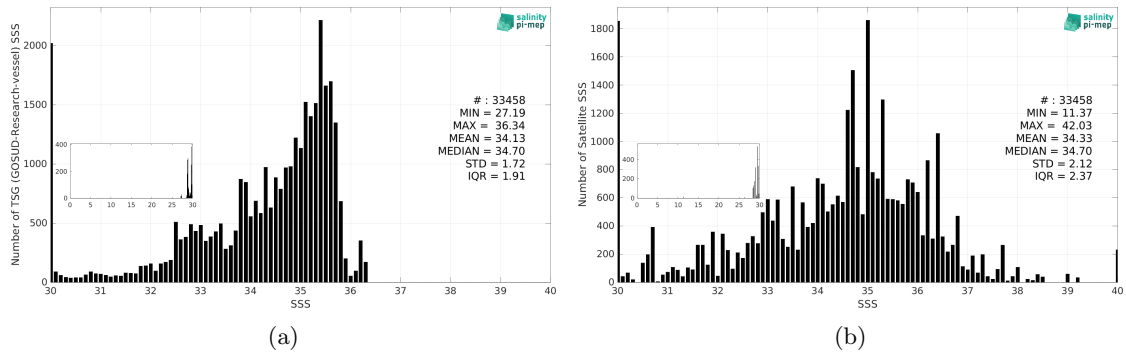 Number of TSG (GOSUD-Research-vessel) SSS
2000
1500
1000
500
0
30 31 32 33 34 35 36 37 38 39 40
SSS
400
200
0
0 5 10 15 20 25 30
salinity
pi-mep
# : 33458
MIN = 27.19
MAX = 36.34
MEAN = 34.13
MEDIAN = 34.70
STD = 1.72
IQR = 1.91
(a)
Number of Satellite SSS
1800
1600
1400
1200
1000
800
600
400
200
0
30 31 32 33 34 35 36 37 38 39 40
SSS
400
200
0
0 5 10 15 20 25 30
salinity
pi-mep
# : 33458
MIN = 11.37
MAX = 42.03
MEAN = 34.33
MEDIAN = 34.70
STD = 2.12
IQR = 2.37
(b)